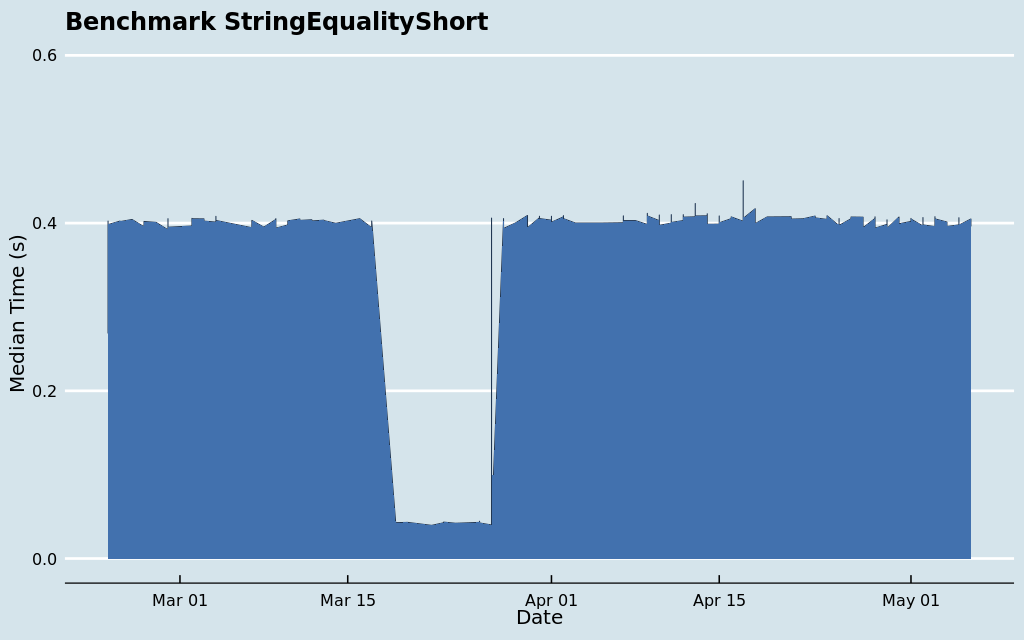 Benchmark StringEqualityShort
0.6
0.4
0.2
0.0
Median Time (s)
Mar 01
Mar 15
Apr 01
Apr 15
May 01
Date